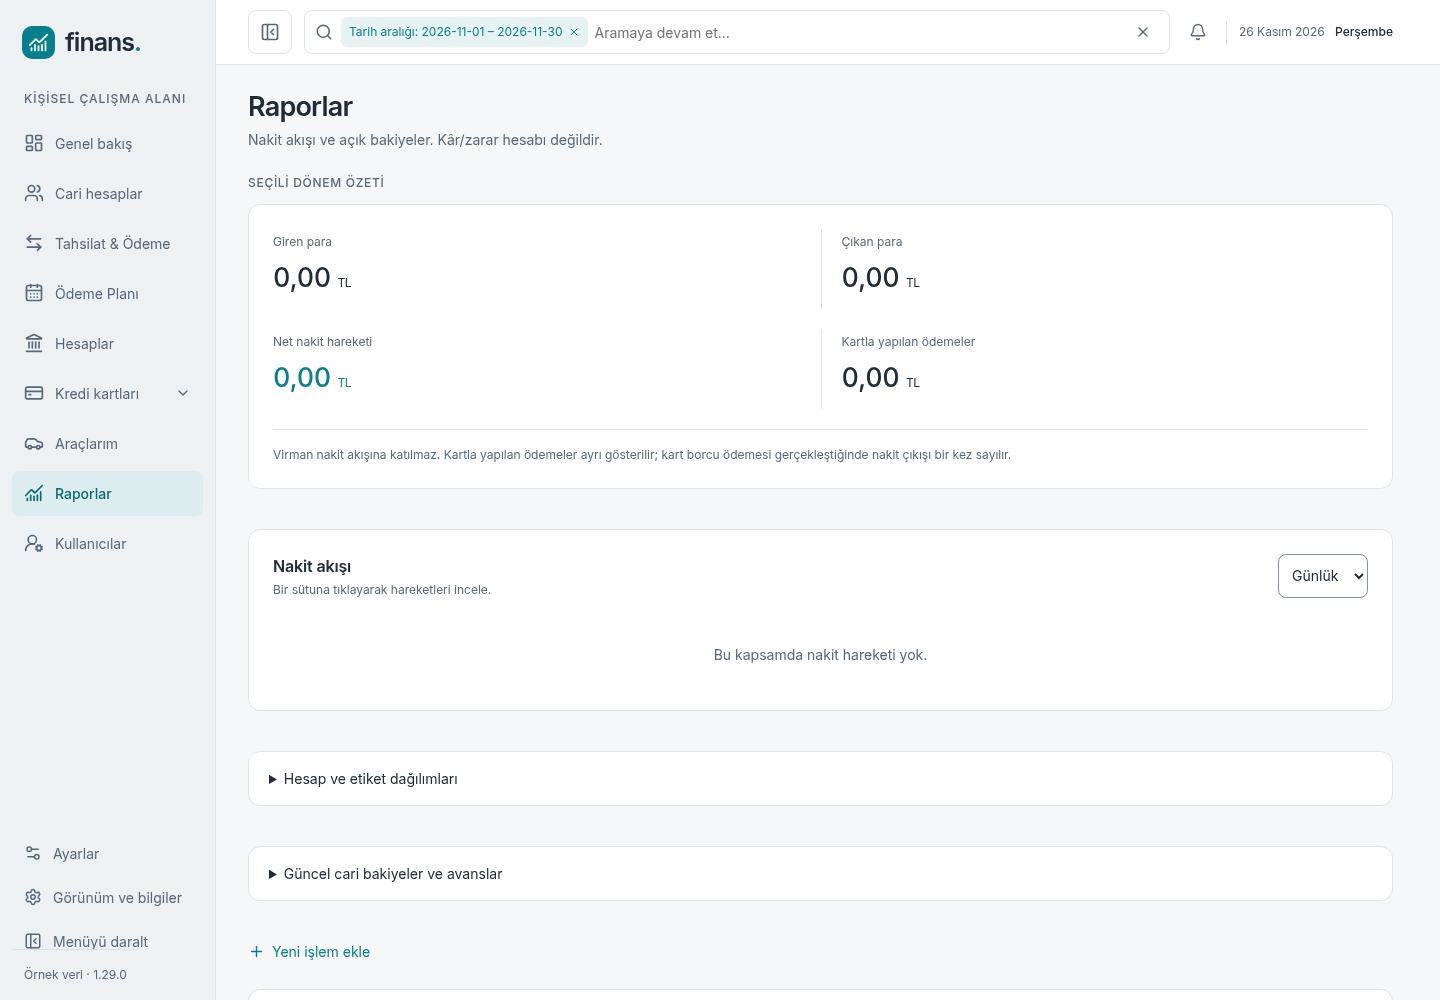 finans.
KİŞİSEL ÇALIŞMA ALANI
Genel bakış
Cari hesaplar
Tahsilat & Ödeme
Ödeme Planı
Hesaplar
Kredi kartları
Araçlarım
Raporlar
Kullanıcılar
Ayarlar
Görünüm ve bilgiler
Menüyü daralt
Örnek veri · 1.29.0
Tarih aralığı: 2026-11-01 – 2026-11-30
Aramaya devam et...
26 Kasım 2026 Perşembe
Raporlar
Nakit akışı ve açık bakiyeler. Kâr/zarar hesabı değildir.
SEÇİLİ DÖNEM ÖZETİ
Giren para
0,00 TL
Çıkan para
0,00 TL
Net nakit hareketi
0,00 TL
Kartla yapılan ödemeler
0,00 TL
Virman nakit akışına katılmaz. Kartla yapılan ödemeler ayrı gösterilir; kart borcu ödemesi gerçekleştiğinde nakit çıkışı bir kez sayılır.
Nakit akışı
Bir sütuna tıklayarak hareketleri incele.
Günlük
Bu kapsamda nakit hareketi yok.
Hesap ve etiket dağılımları
Güncel cari bakiyeler ve avanslar
Yeni işlem ekle